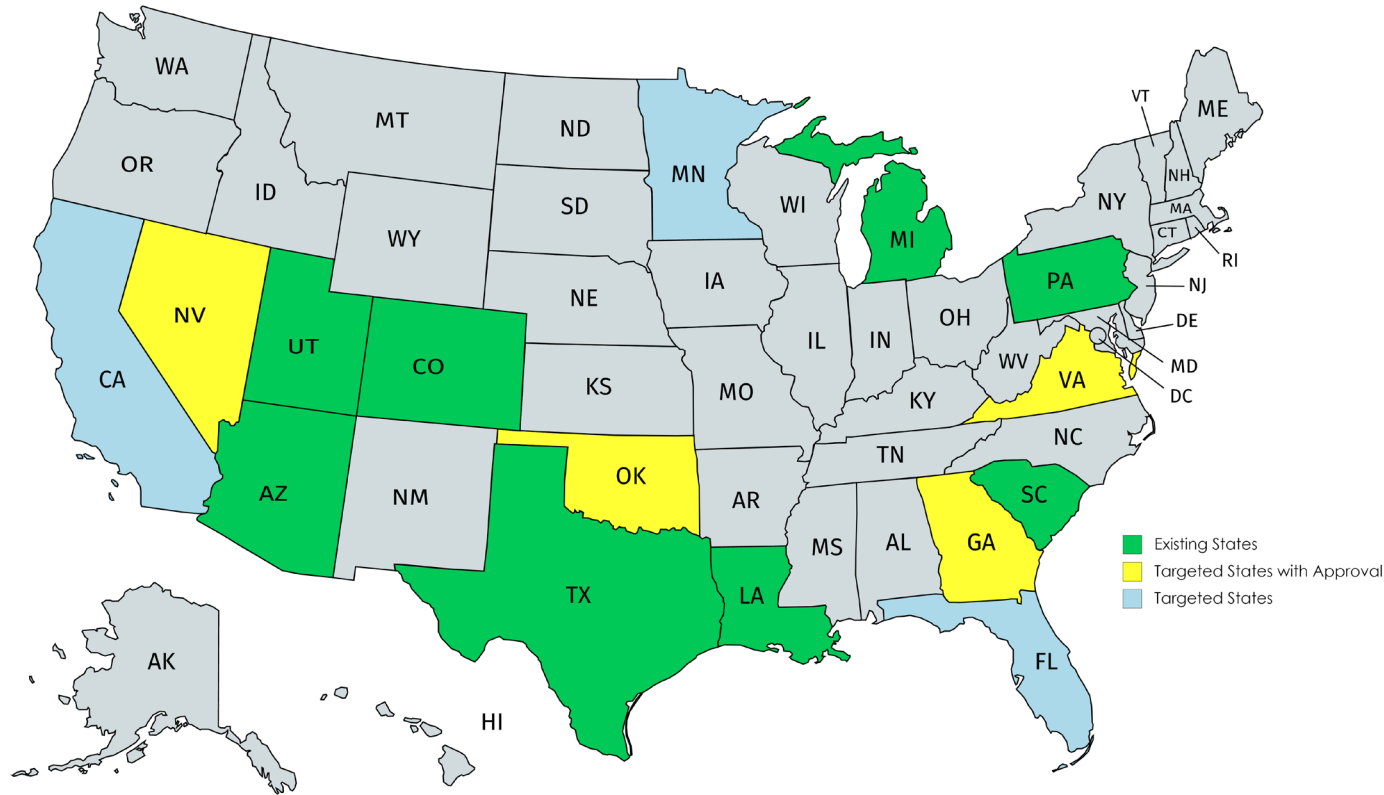 WA
MT
ND
MN
OR
ID
SD
WI
WY
MI
VT
ME
NH
NY
MA
CT
RI
IA
NE
PA
NJ
NV
UT
CO
CA
IL
IN
OH
DE
WV
VA
MD
DC
KS
MO
KY
NC
TN
OK
AZ
NM
AR
SC
MS
AL
GA
TX
LA
FL
AK
HI
Existing States
Targeted States with Approval
Targeted States